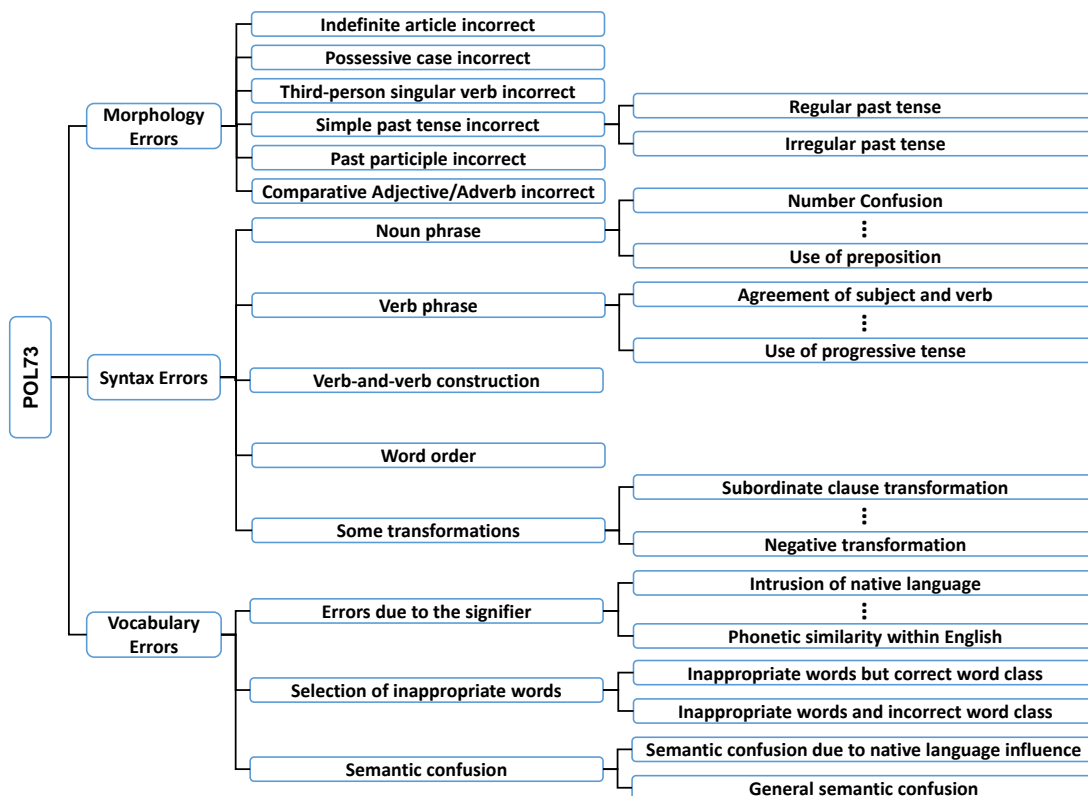 POL73
Morphology
Errors
Indefinite article incorrect
Possessive case incorrect
Third-person singular verb incorrect
Simple past tense incorrect
Regular past tense
Irregular past tense
Past participle incorrect
Comparative Adjective/Adverb incorrect
Syntax Errors
Noun phrase
Number Confusion
Use of preposition
Verb phrase
Agreement of subject and verb
Use of progressive tense
Verb-and-verb construction
Word order
Some transformations
Subordinate clause transformation
Negative transformation
Vocabulary
Errors
Errors due to the signifier
Intrusion of native language
Phonetic similarity within English
Selection of inappropriate words
Inappropriate words but correct word class
Inappropriate words and incorrect word class
Semantic confusion
Semantic confusion due to native language influence
General semantic confusion